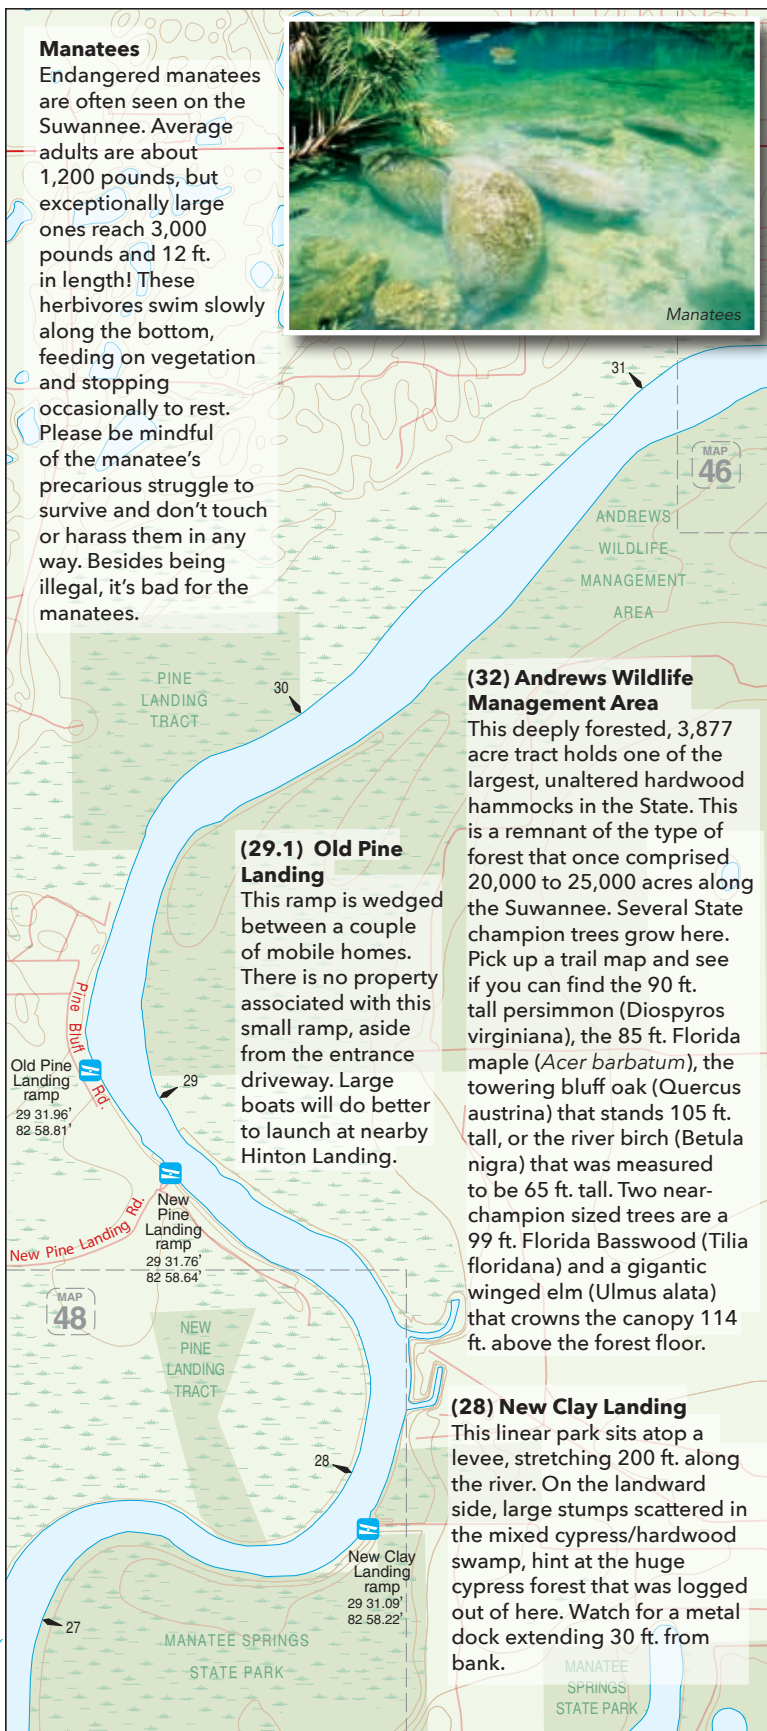 Manatees
Endangered manatees
are often seen on the
Suwannee. Average
adults are about
1,200 pounds, but
exceptionally large
ones reach 3,000
pounds and 12 ft.
in length! These
herbivores swim slowly
along the bottom,
feeding on vegetation
and stopping
occasionally to rest.
Please be mindful
of the manatee’s
precarious struggle to
survive and don’t touch
or harass them in any
way. Besides being
illegal, it’s bad for the
manatees.
Manatees
31
MAP
46
ANDREWS
WILDLIFE
MANAGEMENT
AREA
PINE
LANDING
TRACT
30
(32) Andrews Wildlife
Management Area
This deeply forested, 3,877
acre tract holds one of the
largest, unaltered hardwood
hammocks in the State. This
is a remnant of the type of
forest that once comprised
20,000 to 25,000 acres along
the Suwannee. Several State
champion trees grow here.
Pick up a trail map and see
if you can find the 90 ft.
tall persimmon (Diospyros
virginiana), the 85 ft. Florida
maple (Acer barbatum), the
towering bluff oak (Quercus
austrina) that stands 105 ft.
tall, or the river birch (Betula
nigra) that was measured
to be 65 ft. tall. Two near-
champion sized trees are a
99 ft. Florida Basswood (Tilia
floridana) and a gigantic
winged elm (Ulmus alata)
that crowns the canopy 114
ft. above the forest floor.
(29.1) Old Pine
Landing
This ramp is wedged
between a couple
of mobile homes.
There is no property
associated with this
small ramp, aside
from the entrance
driveway. Large
boats will do better
to launch at nearby
Hinton Landing.
Pine Bluff Rd.
Old Pine
Landing
ramp
29 31.96’
82 58.81’
29
New Pine Landing Rd.
New
Pine
Landing
ramp
29 31.76’
82 58.64’
MAP
48
NEW
PINE
LANDING
TRACT
28
(28) New Clay Landing
This linear park sits atop a
levee, stretching 200 ft. along
the river. On the landward
side, large stumps scattered in
the mixed cypress/hardwood
swamp, hint at the huge
cypress forest that was logged
out of here. Watch for a metal
dock extending 30 ft. from
bank.
New Clay
Landing
ramp
29 31.09’
82 58.22’
27
MANATEE SPRINGS
STATE PARK
MANATEE
SPRINGS
STATE PARK